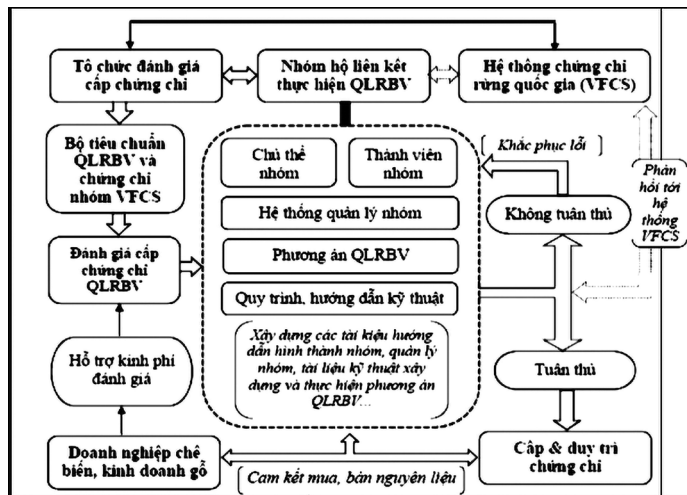 Tổ chức đánh giá
cấp chứng chỉ
Nhóm hộ liên kết
thực hiện QLRBV
Hệ thống chứng chỉ
rừng quốc gia (VFCS)
Bộ tiêu chuẩn
QLRBV và
chứng chỉ
nhóm VFCS
Chủ thể
nhóm
Thành viên
nhóm
Khắc phục lỗi
Phản
hồi tới
hệ
thống
VFCS
Hệ thống quản lý nhóm
Không tuân thủ
Đánh giá cấp
chứng chỉ
QLRBV
Phương án QLRBV
Quy trình, hướng dẫn kỹ thuật
Xây dựng các tài kiệu hướng
dẫn hình thành nhóm, quản lý
nhóm, tài liệu kỹ thuật xây
dựng và thực hiện phương án
QLRBV...
Hỗ trợ kinh phí
đánh giá
Tuân thủ
Doanh nghiệp chế
biến, kinh doanh gỗ
Cam kết mua, bán nguyên liệu
Cấp & duy trì
chứng chỉ